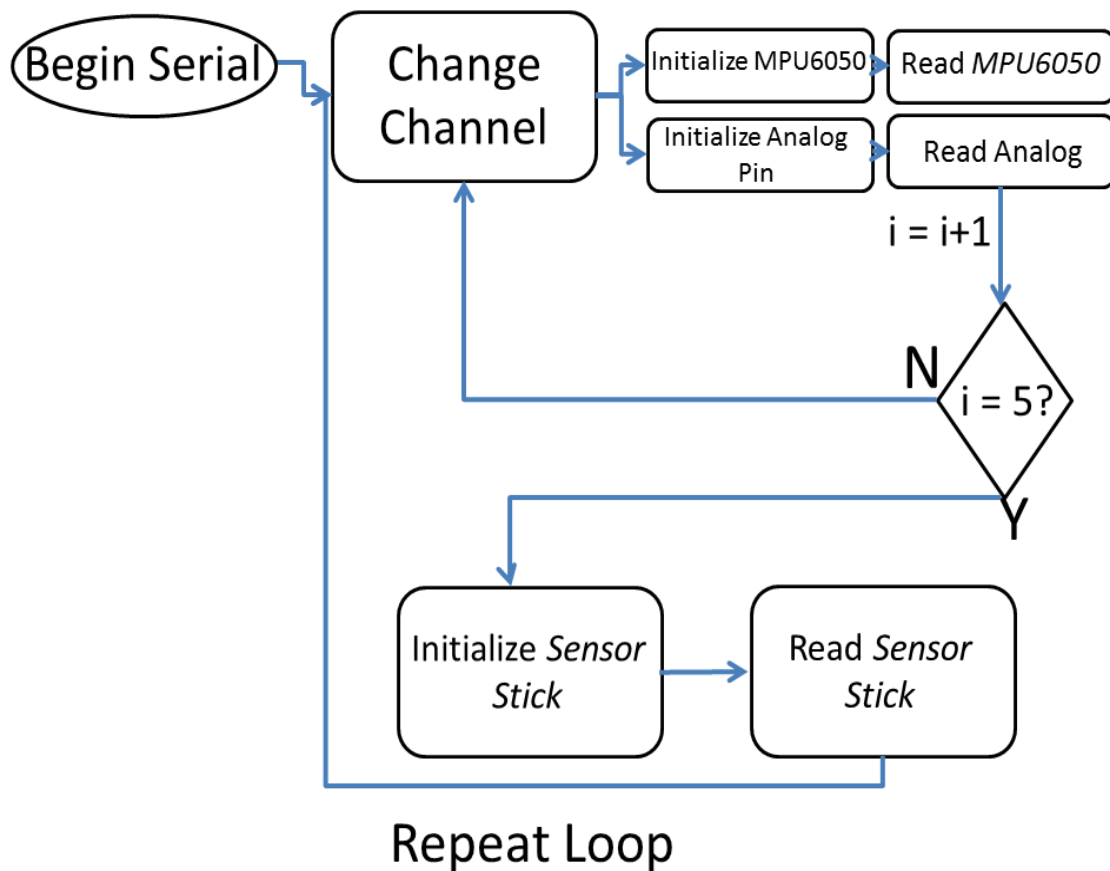 Begin Serial
Change
Channel
Initialize MPU6050
Read MPU6050
Initialize Analog
Pin
Read Analog
i = i+1
N
i = 5?
Y
Initialize Sensor
Stick
Read Sensor
Stick
Repeat Loop